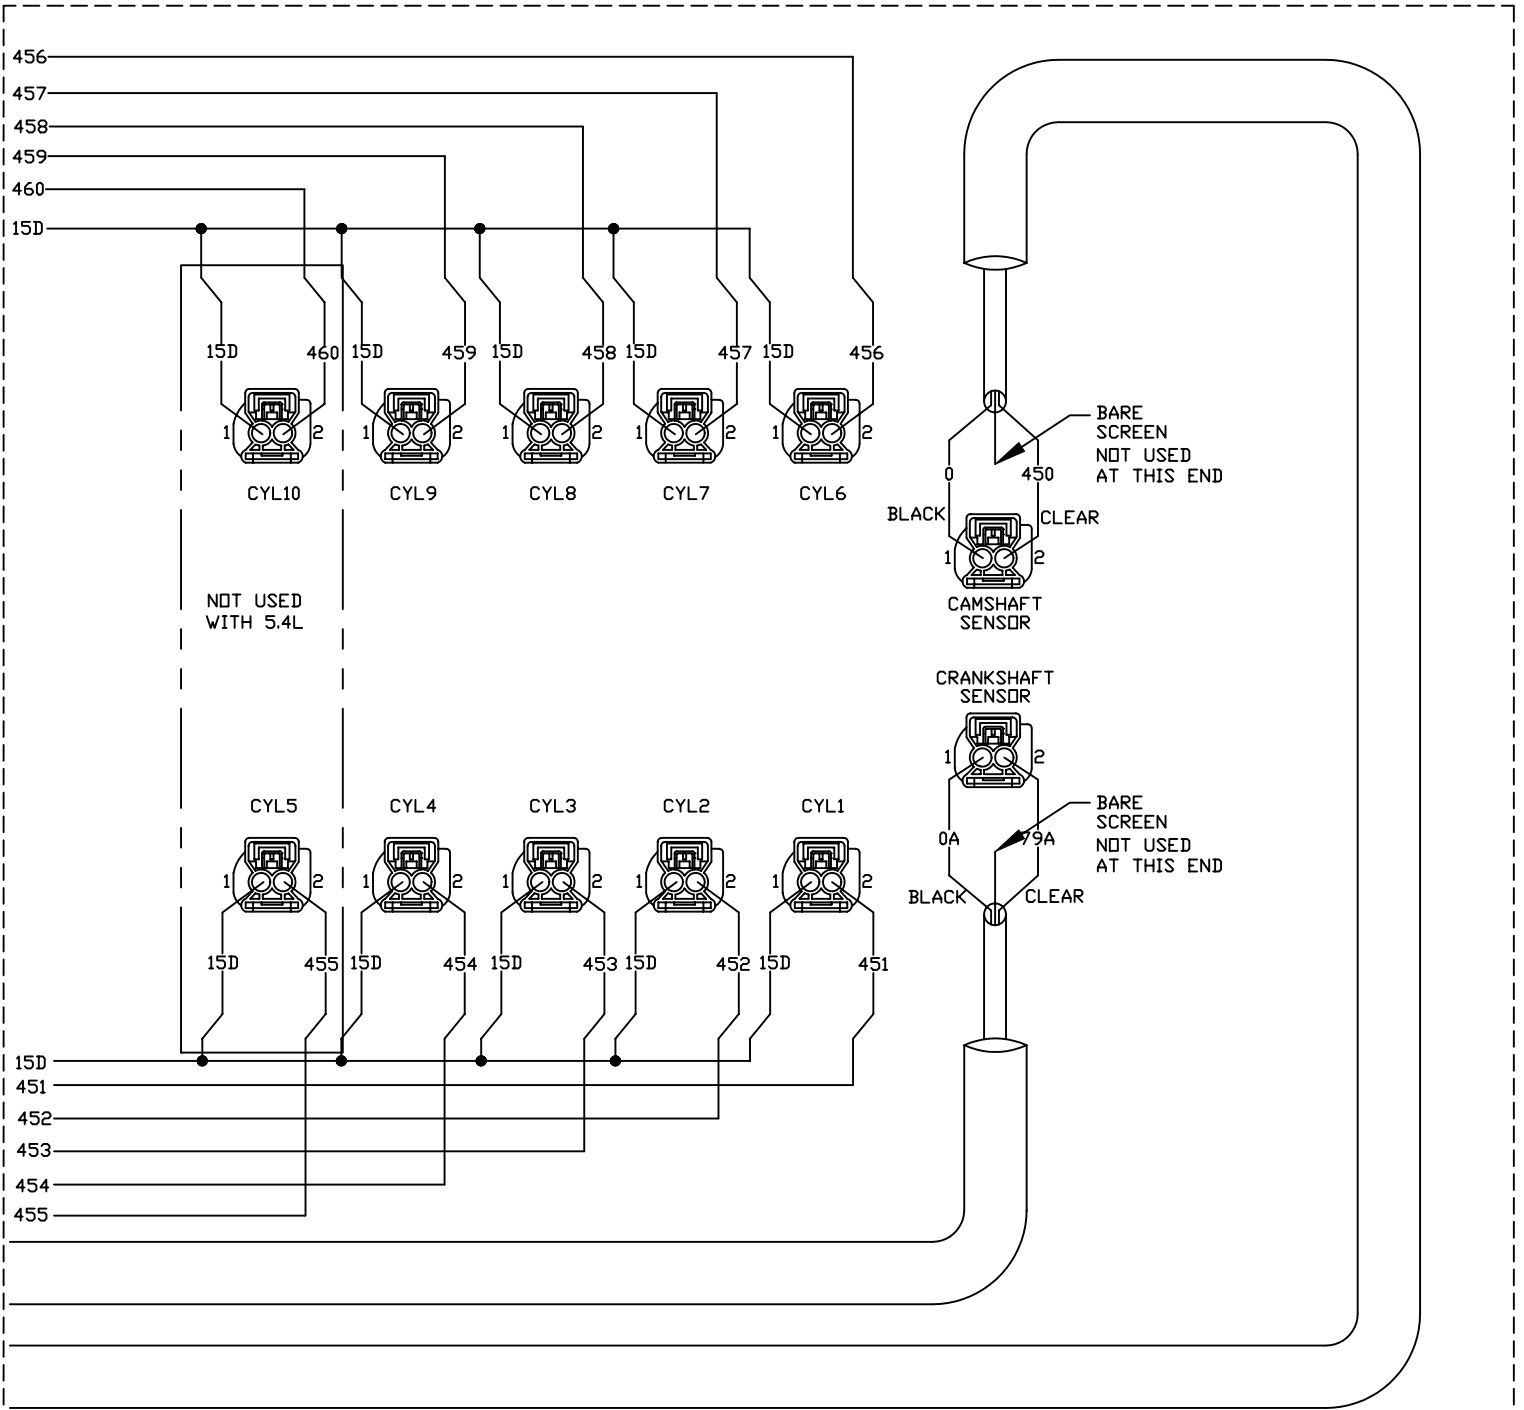 456
457
458
459
460
15D
15D 460 15D 459 15D 458 15D 457 15D 456
1 2 1 2 1 2 1 2 1 2
CYL10 CYL9 CYL8 CYL7 CYL6
BARE
SCREEN
NOT USED
AT THIS END
0 450
BLACK CLEAR
1 2
CAMSHAFT
SENSOR
NOT USED
WITH 5.4L
CRANKSHAFT
SENSOR
1 2
BARE
SCREEN
NOT USED
AT THIS END
0A 79A
BLACK CLEAR
CYL5 CYL4 CYL3 CYL2 CYL1
1 2 1 2 1 2 1 2 1 2
15D 455 15D 454 15D 453 15D 452 15D 451
15D
451
452
453
454
455